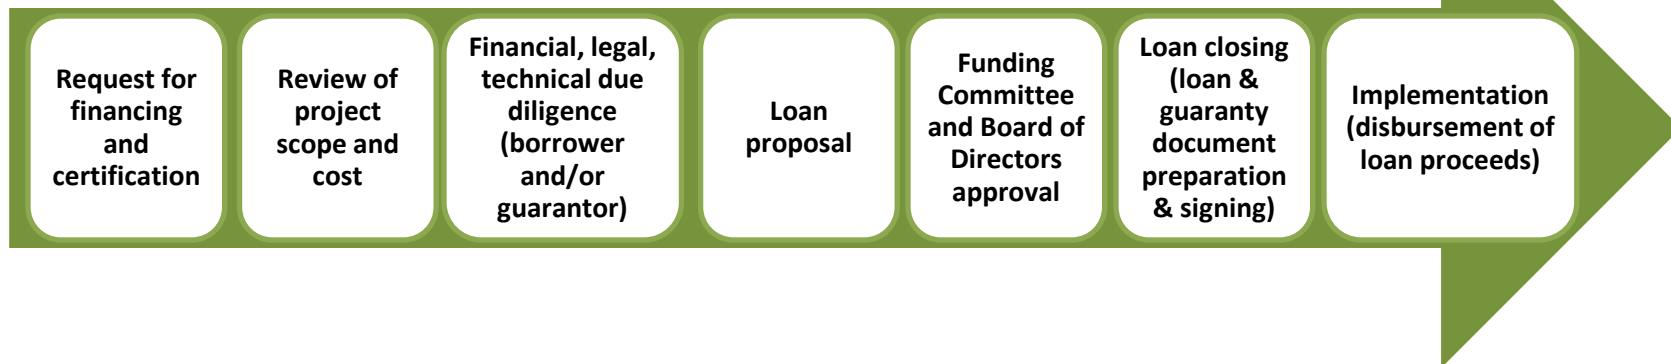 Request for
financing
and
certification
Review of
project
scope and
cost
Financial, legal,
technical due
diligence
(borrower
and/or
guarantor)
Loan
proposal
Funding
Committee
and Board of
Directors
approval
Loan closing
(loan &
guaranty
document
preparation
& signing)
Implementation
(disbursement of
loan proceeds)